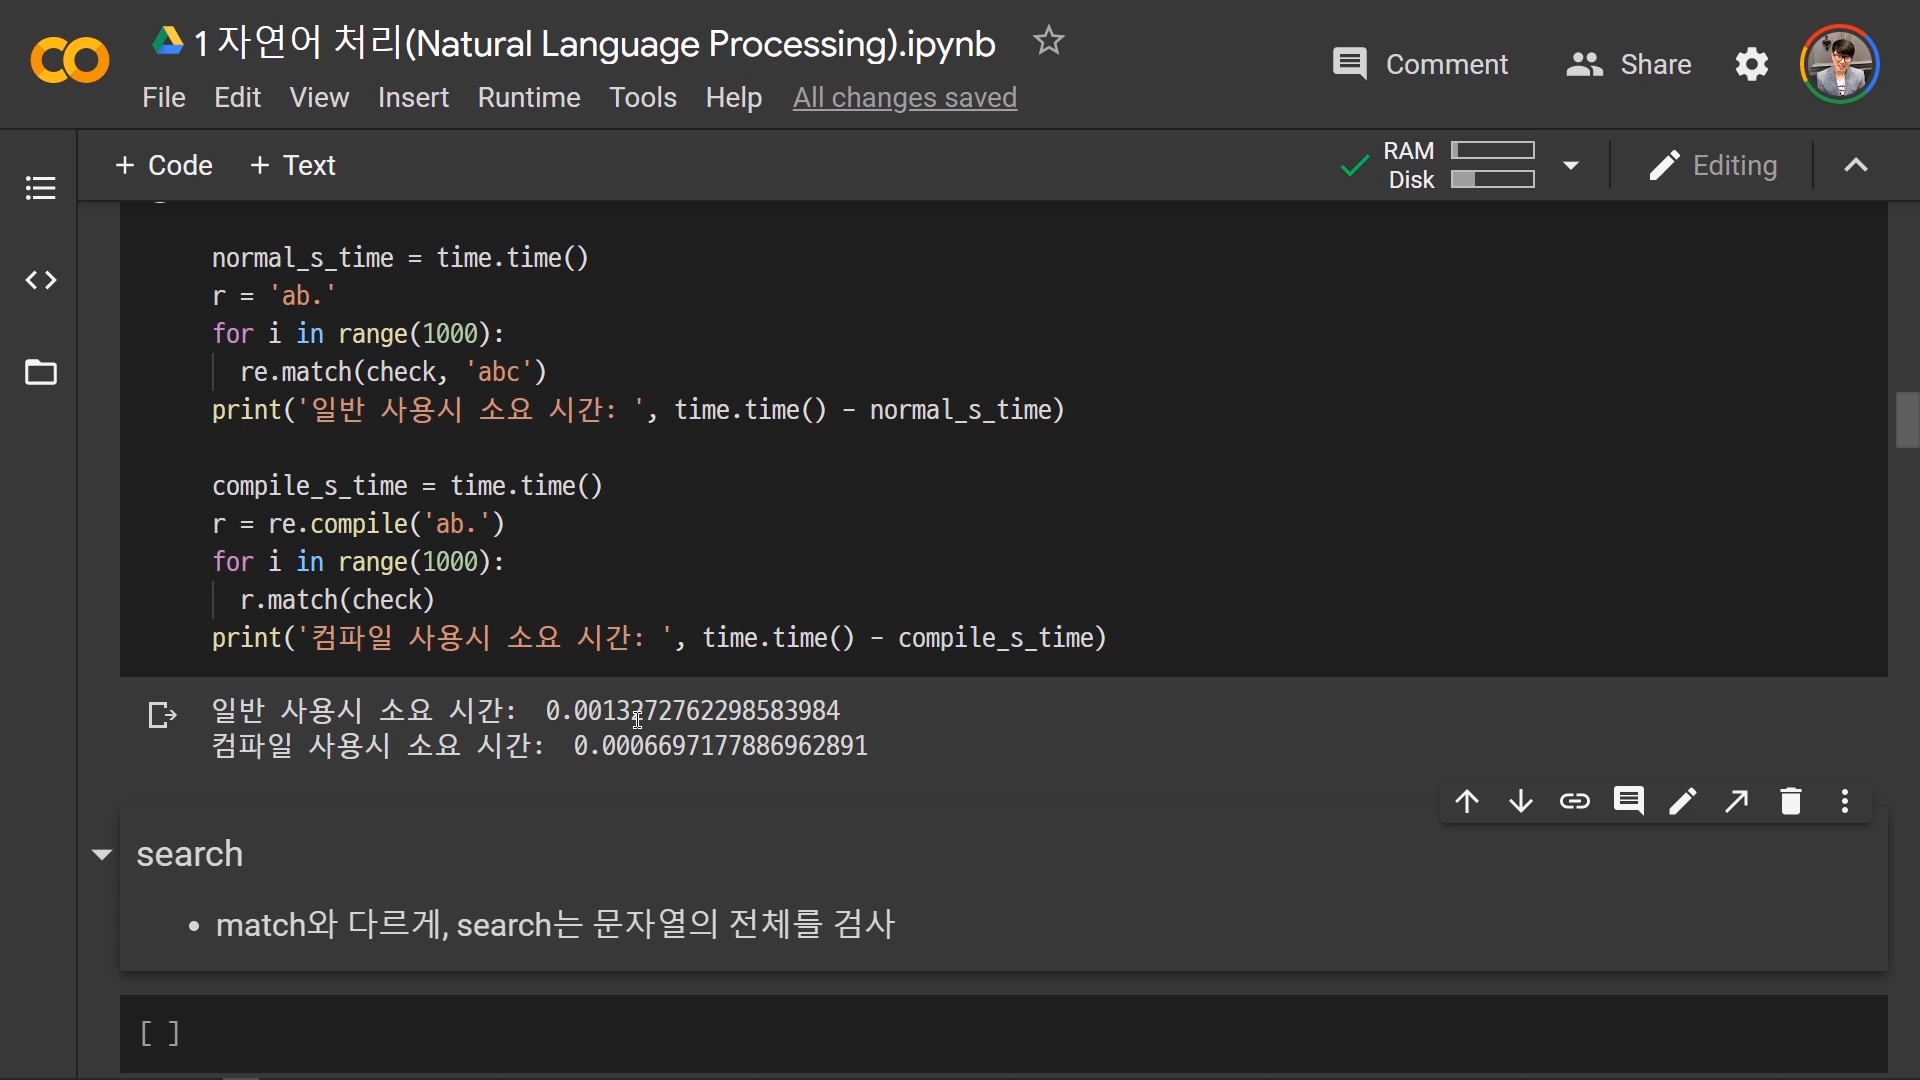 1 자연어 처리(Natural Language Processing).ipynb
Comment
Share
File Edit View Insert Runtime Tools Help All changes saved
+ Code + Text
RAM
Disk
Editing
normal_s_time = time.time()
r = 'ab.'
for i in range(1000):
re.match(check, 'abc')
print('일반 사용시 소요 시간: ', time.time() - normal_s_time)
compile_s_time = time.time()
r = re.compile('ab.')
for i in range(1000):
r.match(check)
print('컴파일 사용시 소요 시간: ', time.time() - compile_s_time)
일반 사용시 소요 시간:
컴파일 사용시 소요 시간: 0.0006697177886962891
search
• match와 다르게, search는 문자열의 전체를 검사
[ ]